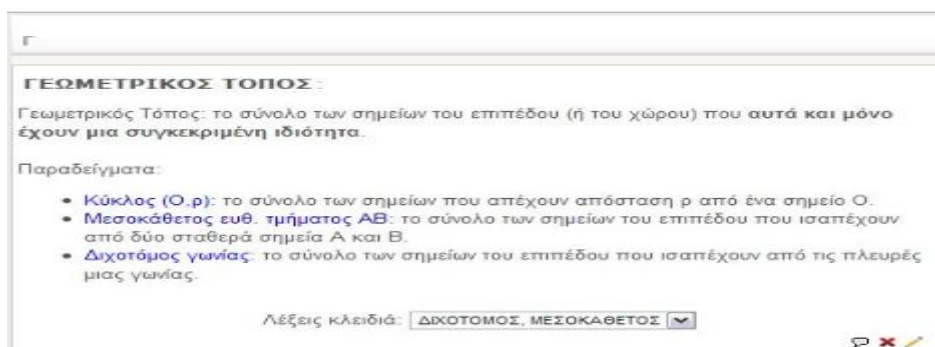 Γ
ΓΕΩΜΕΤΡΙΚΟΣ ΤΟΠΟΣ:
Γεωμετρικός Τόπος: το σύνολο των σημείων του επιπέδου (ή του χώρου) που αυτά και μόνο
έχουν μια συγκεκριμένη ιδιότητα.
Παραδείγματα:
• Κύκλος (Ο,ρ): το σύνολο των σημείων που απέχουν απόσταση ρ από ένα σημείο Ο.
• Μεσοκάθετος ευθ. τμήματος ΑΒ: το σύνολο των σημείων του επιπέδου που ισαπέχουν
από δύο σταθερά σημεία Α και Β.
• Διχοτόμος γωνίας: το σύνολο των σημείων του επιπέδου που ισαπέχουν από τις πλευρές
μιας γωνίας.
Λέξεις κλειδιά: ΔΙΧΟΤΟΜΟΣ, ΜΕΣΟΚΑΘΕΤΟΣ